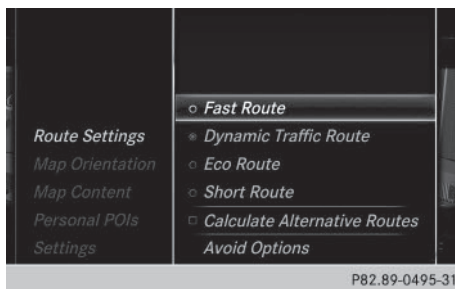 Fast Route
Route Settings
Dynamic Traffic Route
Map Orientation
Eco Route
Map Content
Short Route
Personal POIs
Calculate Alternative Routes
Settings
Avoid Options
P82.89-0495-31